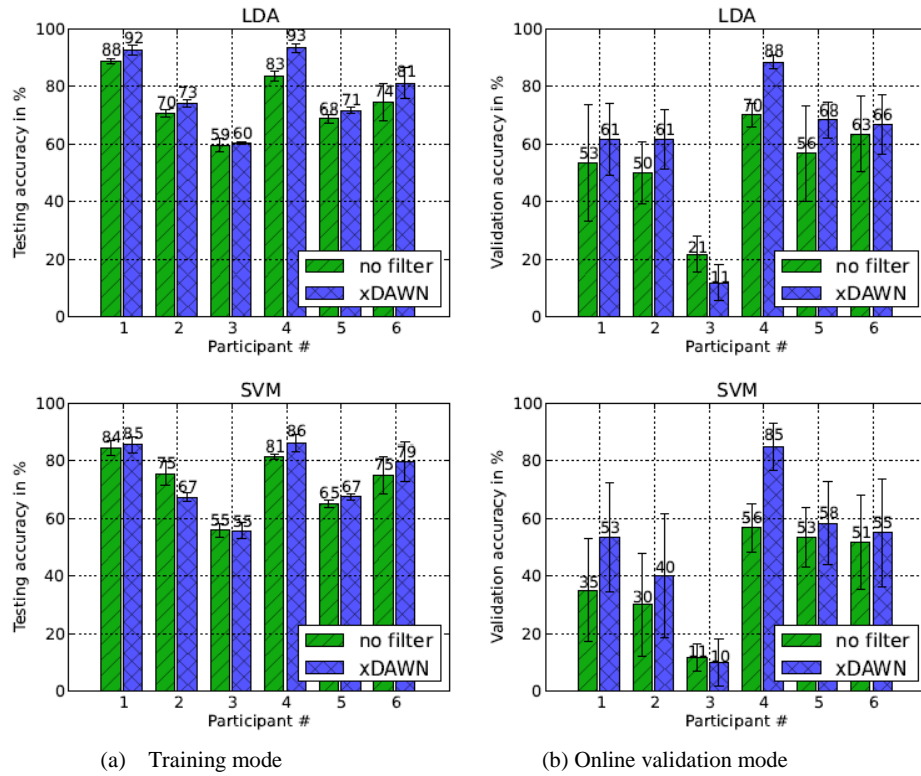 LDA
Testing accuracy in %
100
80
60
40
20
0
88 92 70 73 59 60 83 93 68 71 74 81
no filter
xDAWN
1 2 3 4 5 6
Participant #
LDA
Validation accuracy in %
100
80
60
40
20
0
53 61 50 61 21 11 70 88 56 68 63 66
no filter
xDAWN
1 2 3 4 5 6
Participant #
SVM
Testing accuracy in %
100
80
60
40
20
0
84 85 75 67 55 55 81 86 65 67 75 79
no filter
xDAWN
1 2 3 4 5 6
Participant #
SVM
Validation accuracy in %
100
80
60
40
20
0
35 53 30 40 11 10 56 85 53 58 51 55
no filter
xDAWN
1 2 3 4 5 6
Participant #
(a) Training mode
(b) Online validation mode